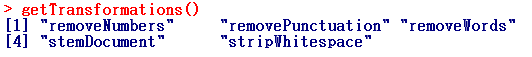 > getTransformations()
[1] "removeNumbers"     "removePunctuation" "removeWords"
[4] "stemDocument"      "stripWhitespace"